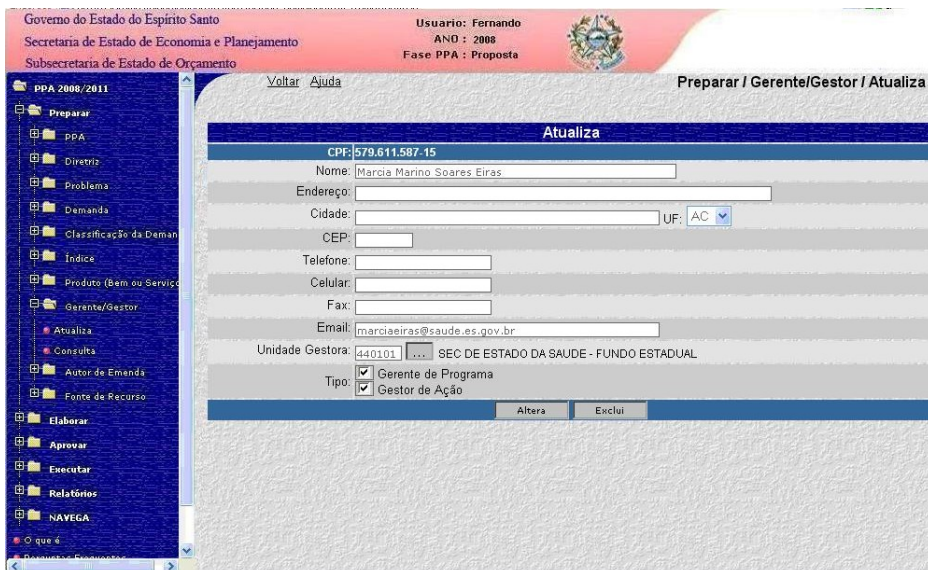 Governo do Estado do Espírito Santo
Secretaria de Estado de Economia e Planejamento
Subsecretaria de Estado de Orçamento
Usuario: Fernando
ANO : 2008
Fase PPA : Proposta
PPA 2008/2011
Preparar
PPA
Diretriz
Problema
Demanda
Classificação da Deman
Índice
Produto (Bem ou Serviço
Gerente/Gestor
Atualiza
Consulta
Autor de Emenda
Fonte de Recurso
Elaborar
Aprovar
Executar
Relatórios
NAVEGA
O que é
Perguntas Frequentes
Voltar Ajuda
Preparar / Gerente/Gestor / Atualiza
Atualiza
CPF: 579.611.587-15
Nome: Marcia Marino Soares Eiras
Endereço:
Cidade: UF: AC
CEP:
Telefone:
Celular:
Fax:
Email: marciaeiras@saude.es.gov.br
Unidade Gestora: 440101 ... SEC DE ESTADO DA SAUDE - FUNDO ESTADUAL
Tipo: Gerente de Programa
Gestor de Ação
Altera Exclui